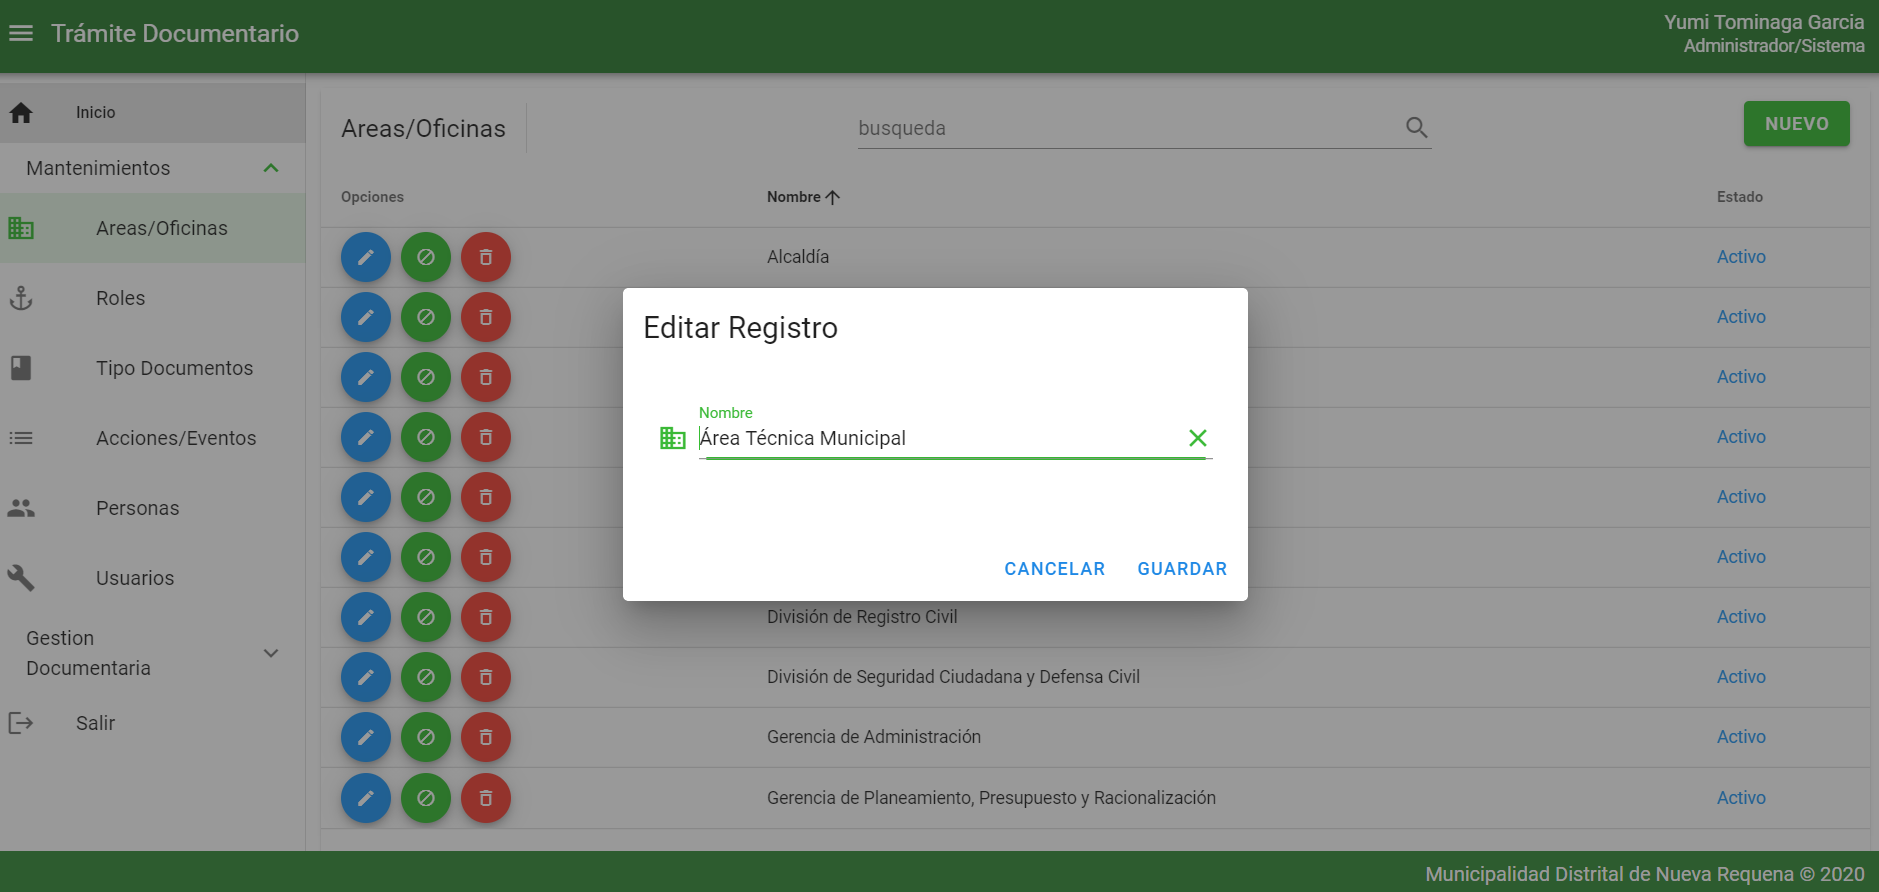 Trámite Documentario
Yumi Tominaga Garcia
Administrador/Sistema
Inicio
Mantenimientos
Areas/Oficinas
Roles
Tipo Documentos
Acciones/Eventos
Personas
Usuarios
Gestion
Documentaria
Salir
Areas/Oficinas
busqueda
NUEVO
Opciones Nombre Estado
Alcaldía Activo
Activo
Activo
Activo
Activo
Activo
División de Registro Civil Activo
División de Seguridad Ciudadana y Defensa Civil Activo
Gerencia de Administración Activo
Gerencia de Planeamiento, Presupuesto y Racionalización Activo
Editar Registro
Nombre
Área Técnica Municipal
CANCELAR GUARDAR
Municipalidad Distrital de Nueva Requena © 2020